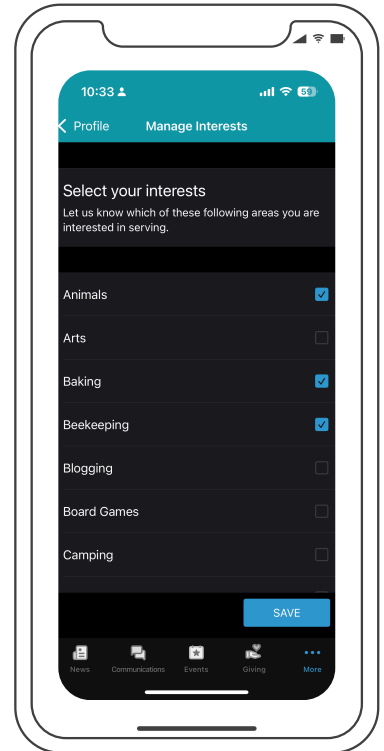 10:33
59
Profile
Manage Interests
Select your interests
Let us know which of these following areas you are
interested in serving.
Animals
Arts
Baking
Beekeeping
Blogging
Board Games
Camping
SAVE
News
Communications
Events
Giving
More